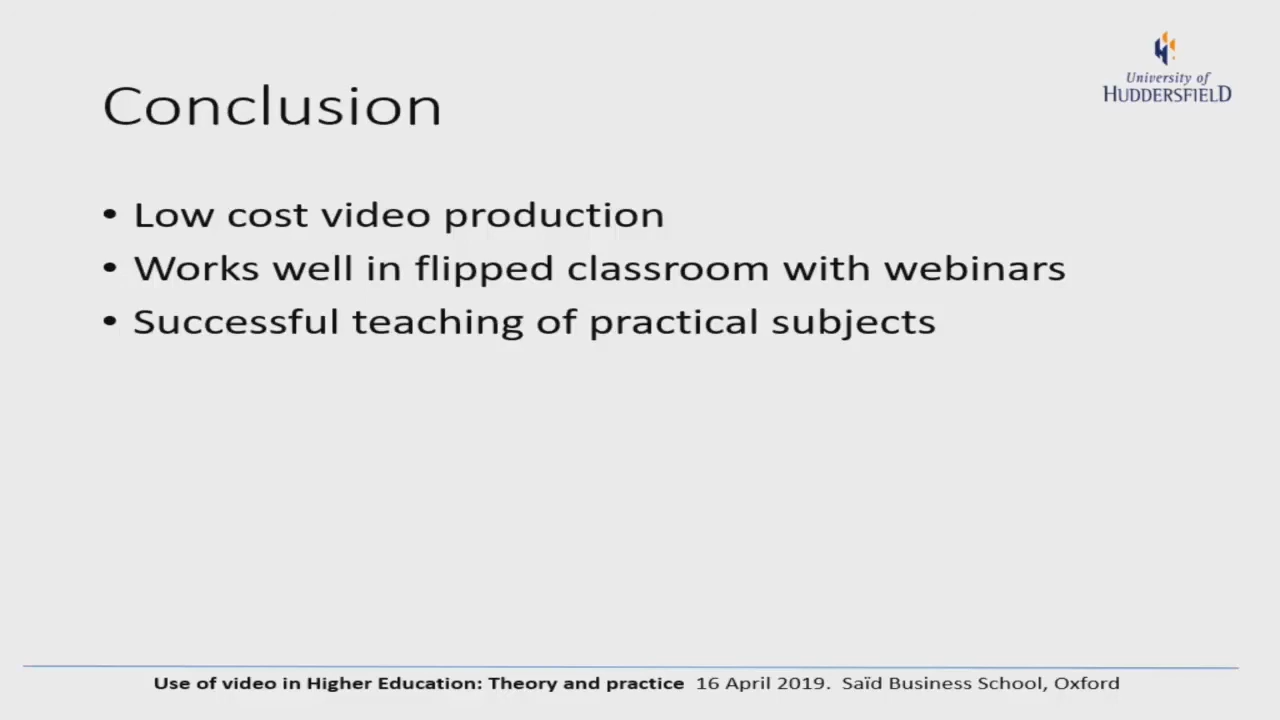 University of
HUDDERSFIELD
Conclusion
• Low cost video production
• Works well in flipped classroom with webinars
• Successful teaching of practical subjects
Use of video in Higher Education: Theory and practice 16 April 2019. Saïd Business School, Oxford